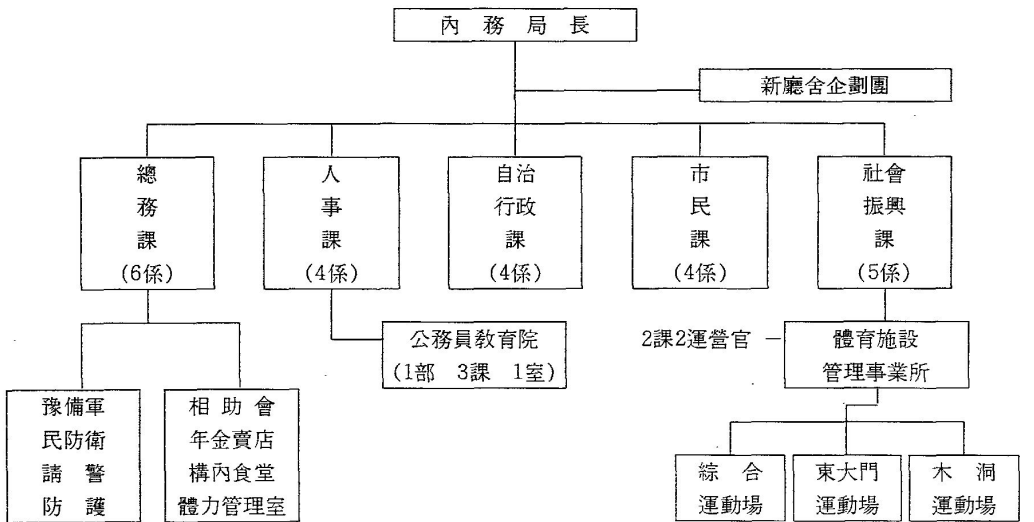 內務局長
新廳舍企劃團
總務課
(6係)
人事課
(4係)
自治
行政
課
(4係)
市民課
(4係)
社會
振興
課
(5係)
公務員敎育院
(1部 3課 1室)
2課2運營官 －
體育施設
管理事業所
豫備軍
民防衛
請 警
防 護
相 助 會
年金賣店
構內食堂
體力管理室
綜 合
運動場
東大門
運動場
木 洞
運動場